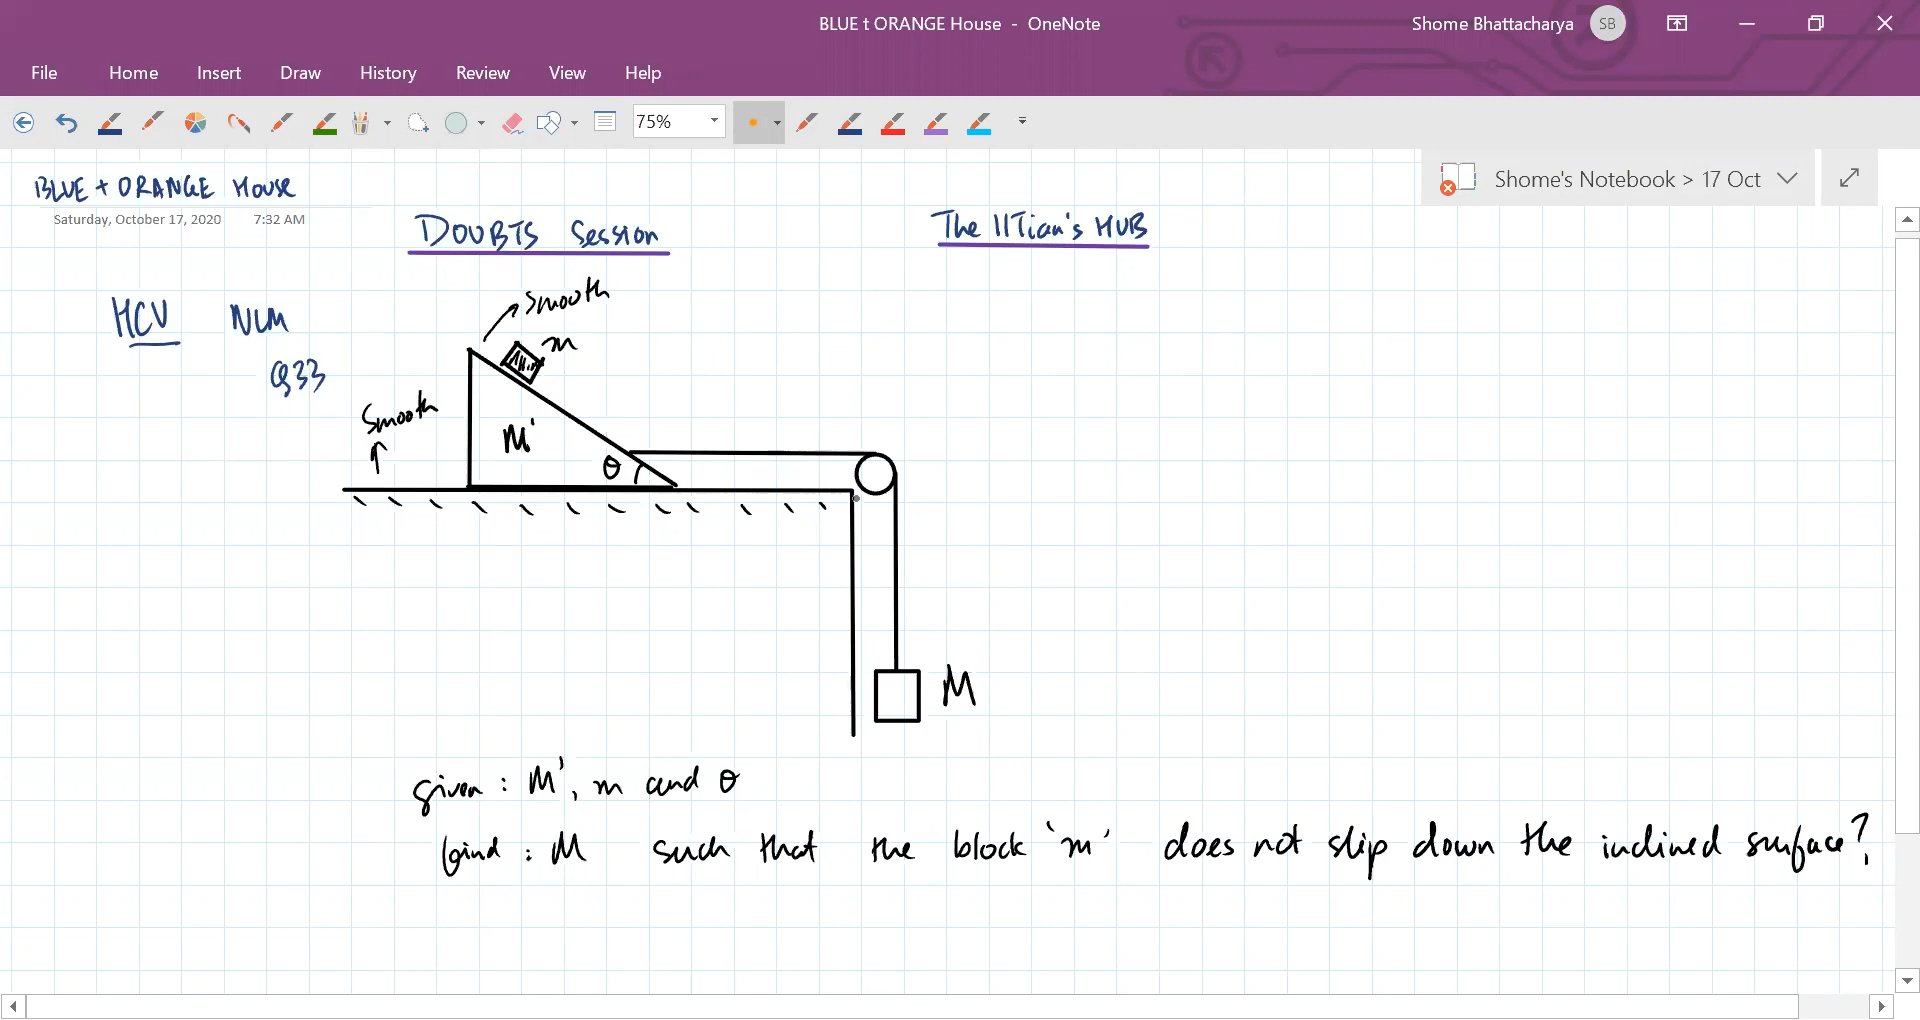 BLUE t ORANGE House - OneNote
Shome Bhattacharya SB
File Home Insert Draw History Review View Help
75%
Shome's Notebook > 17 Oct
BLUE + ORANGE House
Saturday, October 17, 2020 7:32 AM
DOUBTS Session
The IITian's HUB
HCV NLM
Q33
smooth
m
smooth
M'
θ
M
given : M', m and θ
find : M such that the block 'm' does not slip down the inclined surface?